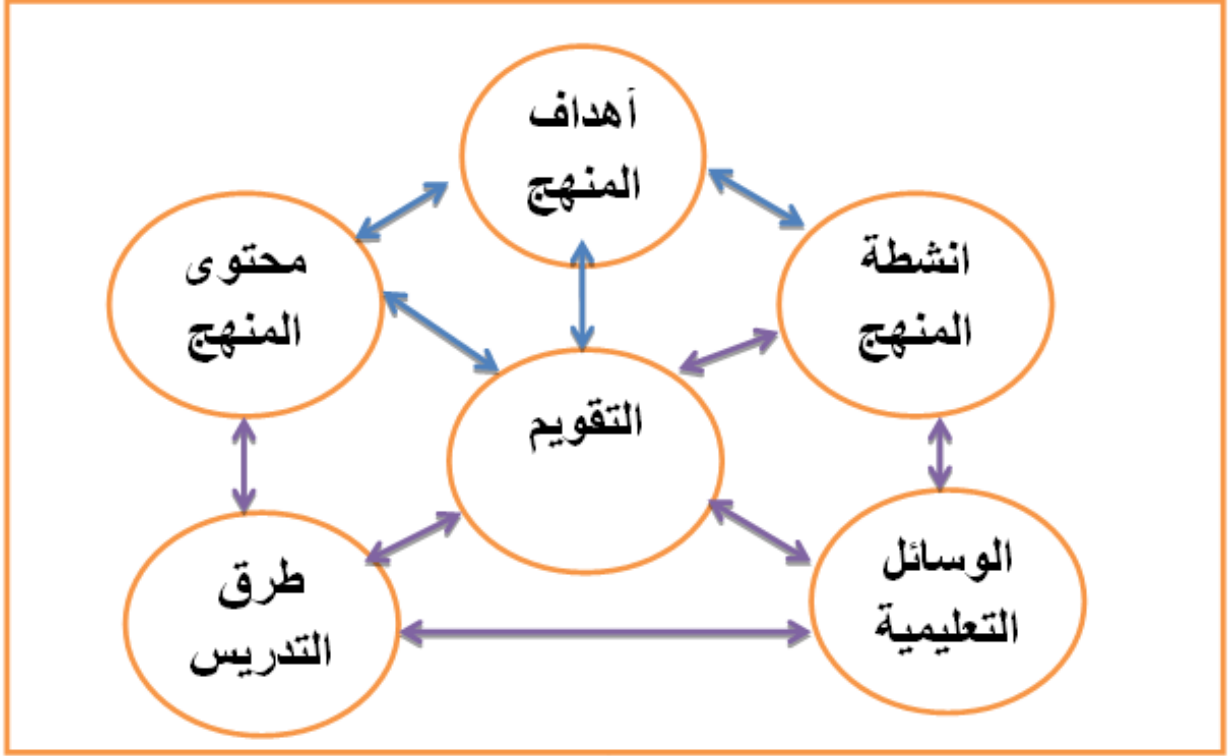 أهداف
المنهج
انشطة
المنهج
محتوى
المنهج
التقويم
الوسائل
التعليمية
طرق
التدريس